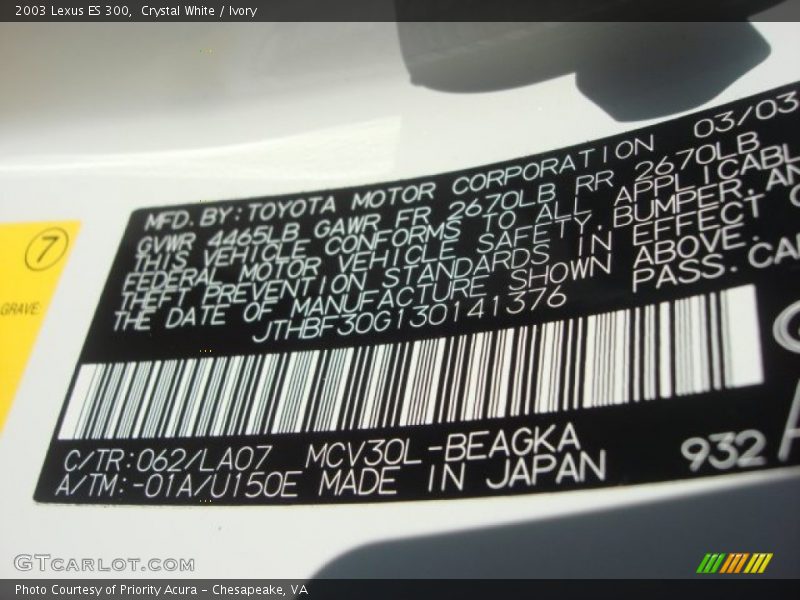 2003 Lexus ES 300, Crystal White / Ivory
MFD. BY: TOYOTA MOTOR CORPORATION 03/03
GVWR 4465LB GAWR FR 2670LB RR 2670LB
THIS VEHICLE CONFORMS TO ALL APPLICABL
FEDERAL MOTOR VEHICLE SAFETY, BUMPER, AN
THEFT PREVENTION STANDARDS IN EFFECT O
THE DATE OF MANUFACTURE SHOWN ABOVE.
JTHBF30G130141376 PASS. CA
7
GRAVE.
C/TR: 062/LA07 MCV30L-BEAGKA
A/TM: -01A/U150E MADE IN JAPAN 932
GTCARLOT.COM
Photo Courtesy of Priority Acura - Chesapeake, VA